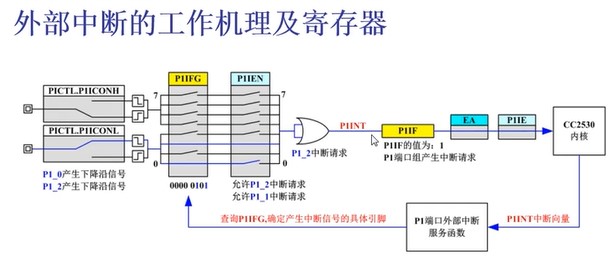 外部中断的工作机理及寄存器
PICTL.P1ICONH
P1IFG
P1IEN
7
7
PICTL.P1ICONL
P1INT
P1IF
EA
P1IE
CC2530
内核
0
0
P1_0产生下降沿信号
P1_2产生下降沿信号
P1_2中断请求
P1IF的值为：1
P1端口组产生中断请求
0000 0101
允许P1_2中断请求
允许P1_1中断请求
查询P1IFG,确定产生中断信号的具体引脚
P1端口外部中断
服务函数
P1INT中断向量